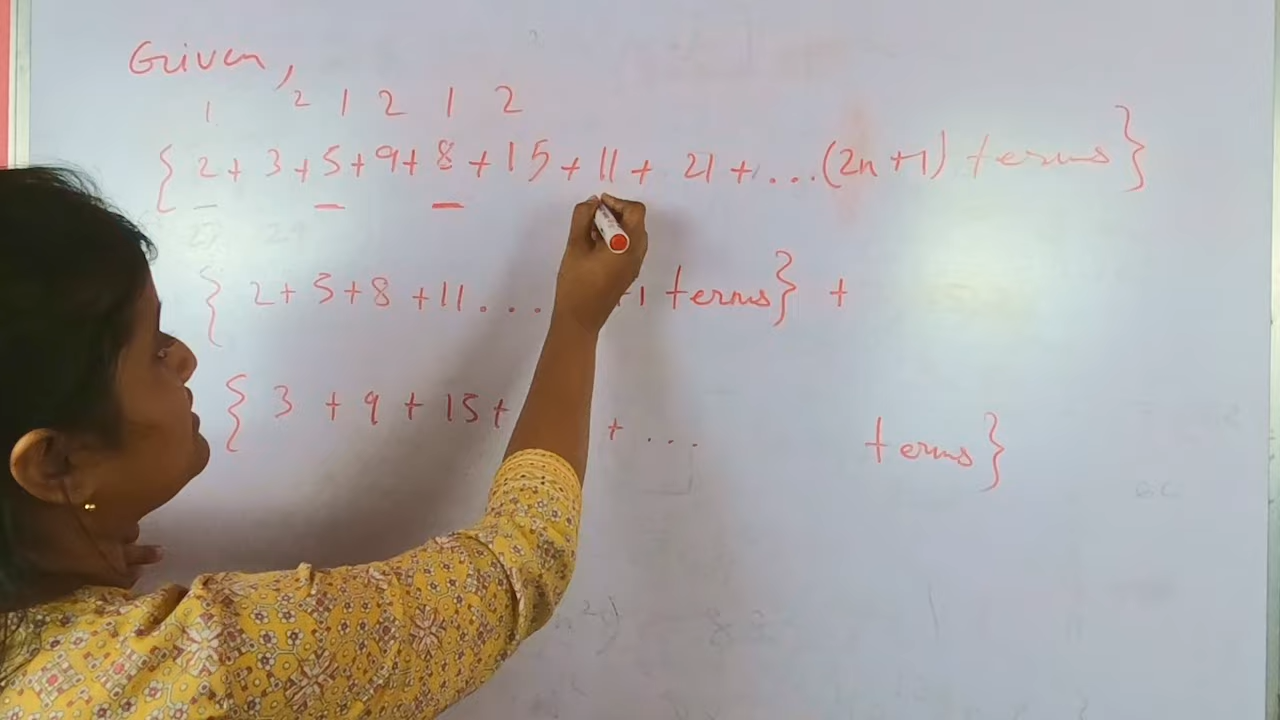 Given,
1 2 1 2 1 2
{ 2 + 3 + 5 + 9 + 8 + 15 + 11 + 21 + ... (2n+1) terms }
{ 2 + 5 + 8 + 11 .... +1 terms } +
{ 3 + 9 + 15 + + ... terms }